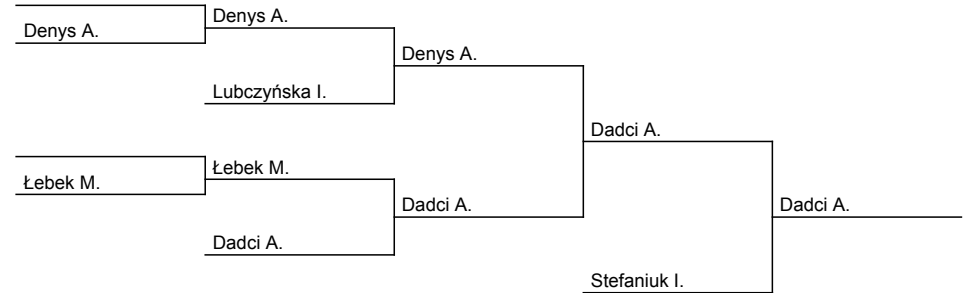 Denys A.
Denys A.
Denys A.
Lubczyńska I.
Dadci A.
Łebek M.
Łebek M.
Dadci A.
Dadci A.
Dadci A.
Stefaniuk I.